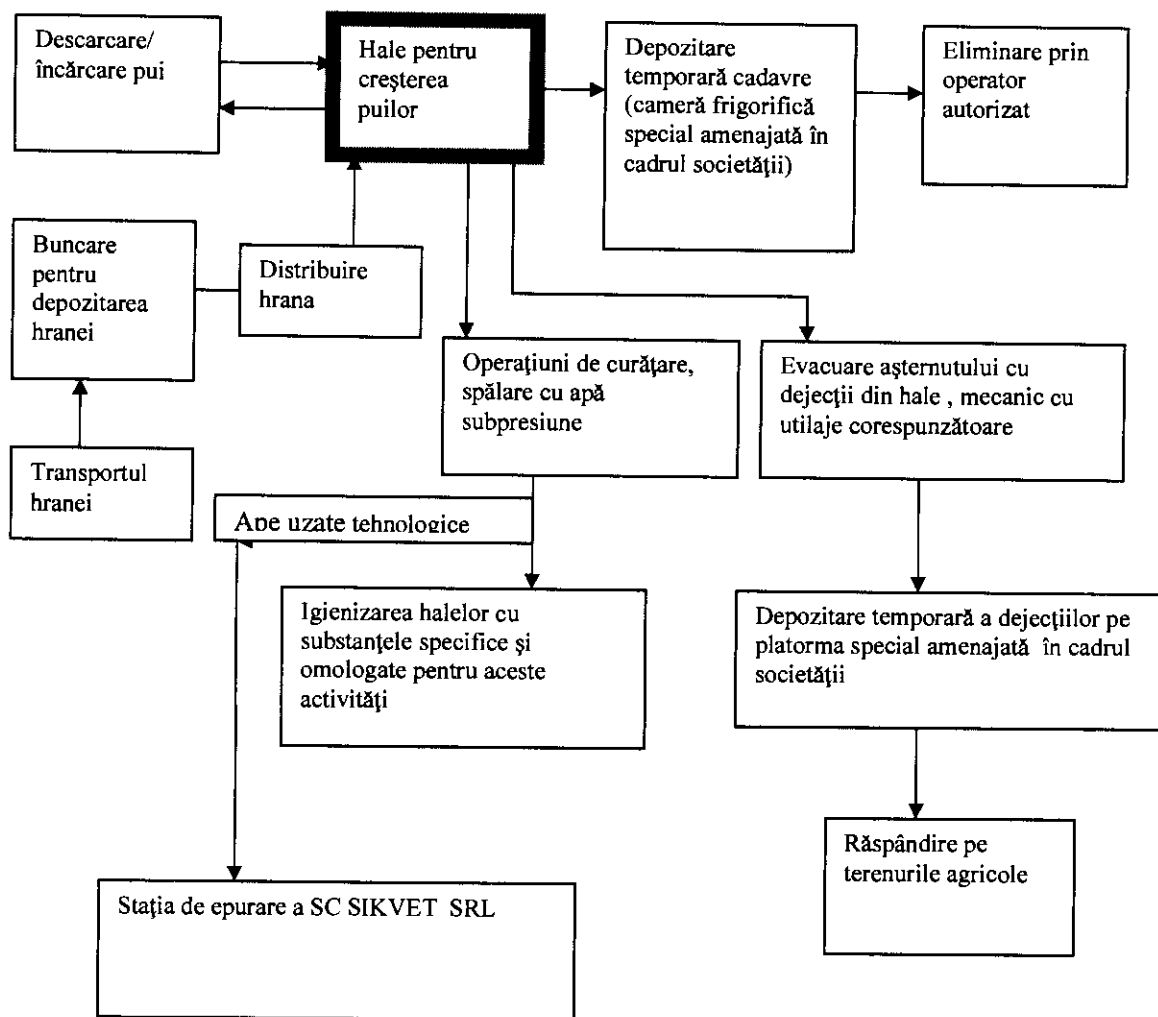 Descarcare/
încărcare pui
Hale pentru
creşterea
puilor
Depozitare
temporară cadavre
(cameră frigorifică
special amenajată în
cadrul societăţii)
Eliminare prin
operator
autorizat
Buncare
pentru
depozitarea
hranei
Distribuire
hrana
Transportul
hranei
Operaţiuni de curăţare,
spălare cu apă
subpresiune
Evacuare aşternutului cu
dejecţii din hale , mecanic cu
utilaje corespunzătoare
Ape uzate tehnologice
Igienizarea halelor cu
substanţele specifice şi
omologate pentru aceste
activităţi
Depozitare temporară a dejecţiilor pe
platorma special amenajată în cadrul
societăţii
Răspândire pe
terenurile agricole
Staţia de epurare a SC SIKVET SRL